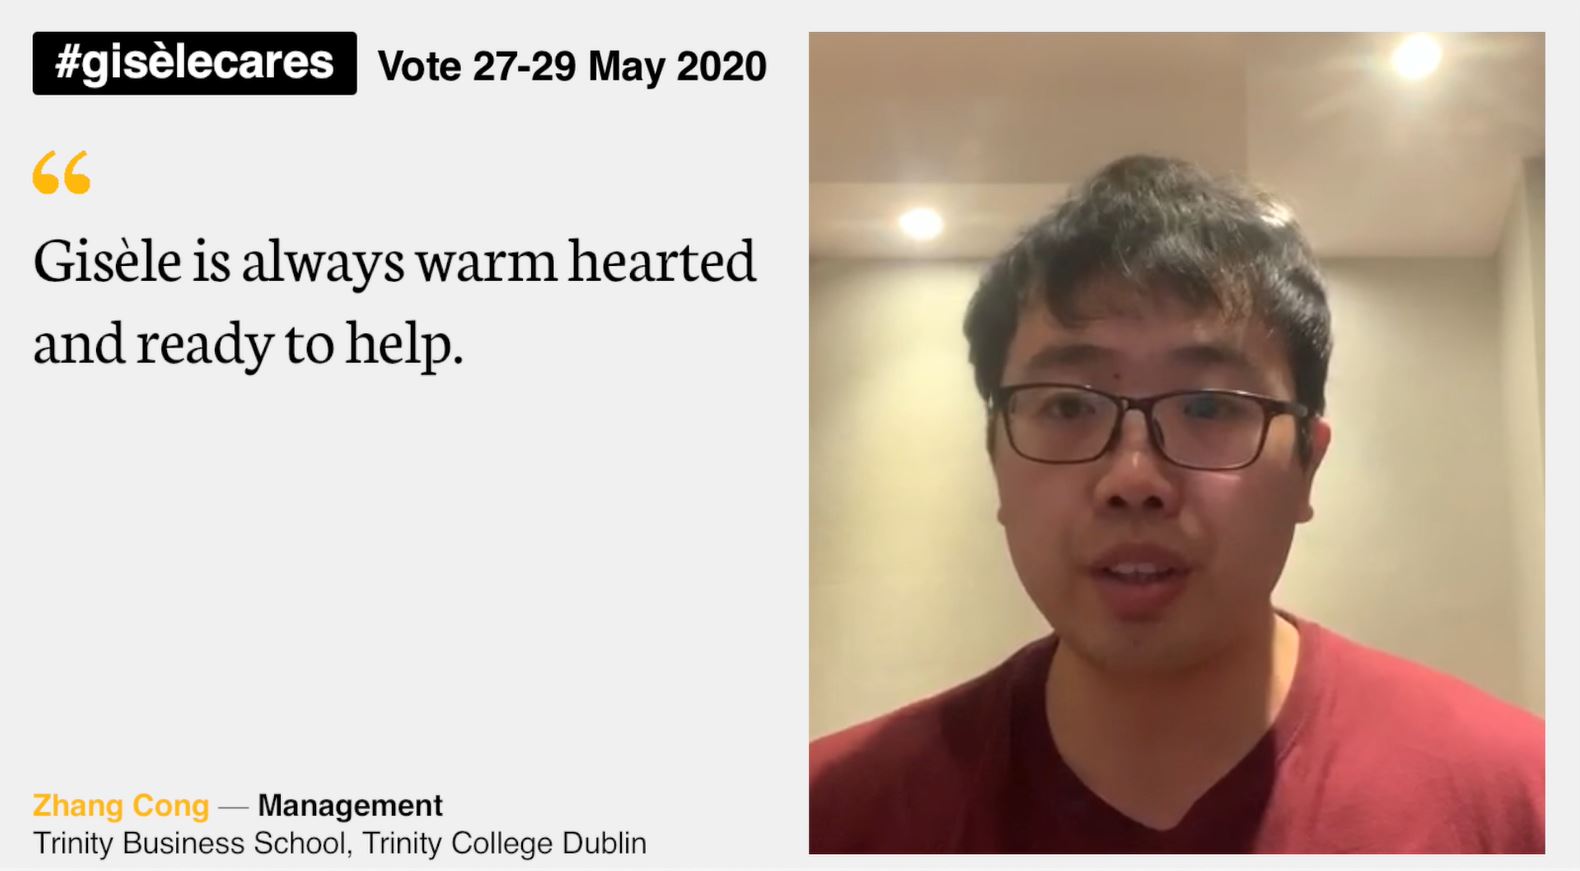 #gisèlecares Vote 27-29 May 2020
“
Gisèle is always warm hearted
and ready to help.
Zhang Cong — Management
Trinity Business School, Trinity College Dublin